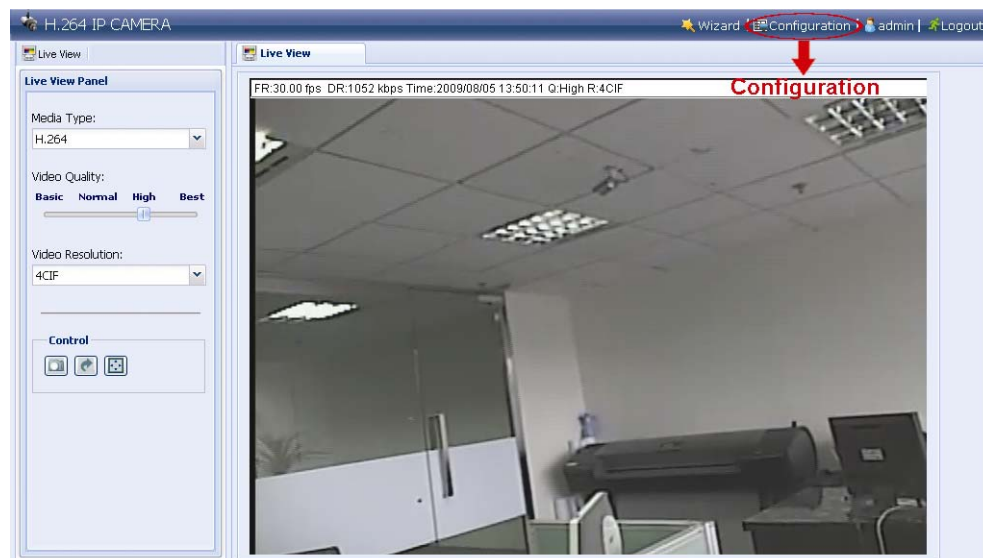 H.264 IP CAMERA
Wizard | Configuration | admin | Logout
Live View
Live View
Live View Panel
FR:30.00 fps DR:1052 kbps Time:2009/08/05 13:50:11 Q:High R:4CIF
Configuration
Media Type:
H.264
Video Quality:
Basic Normal High Best
Video Resolution:
4CIF
Control